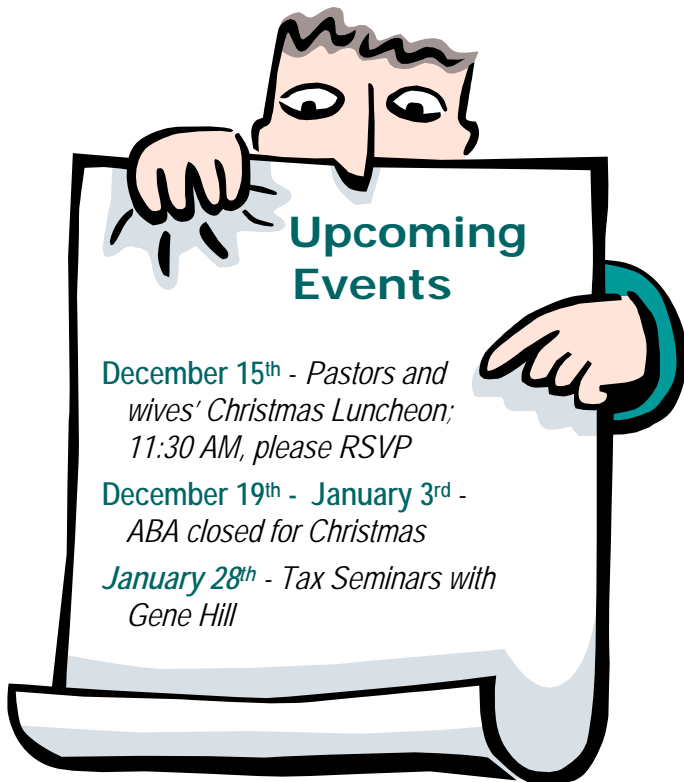 Upcoming
Events
December 15th - Pastors and
wives’ Christmas Luncheon;
11:30 AM, please RSVP
December 19th - January 3rd -
ABA closed for Christmas
January 28th - Tax Seminars with
Gene Hill